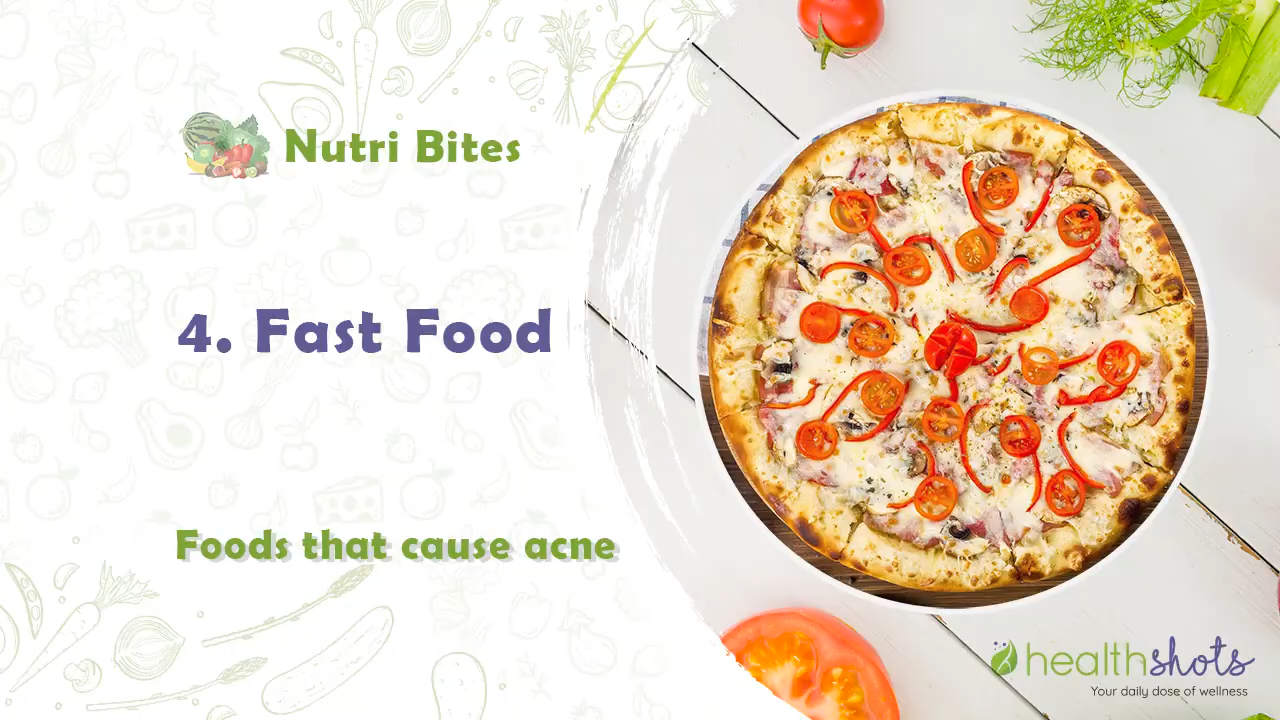 Nutri Bites
4. Fast Food
Foods that cause acne
healthshots
Your daily dose of wellness